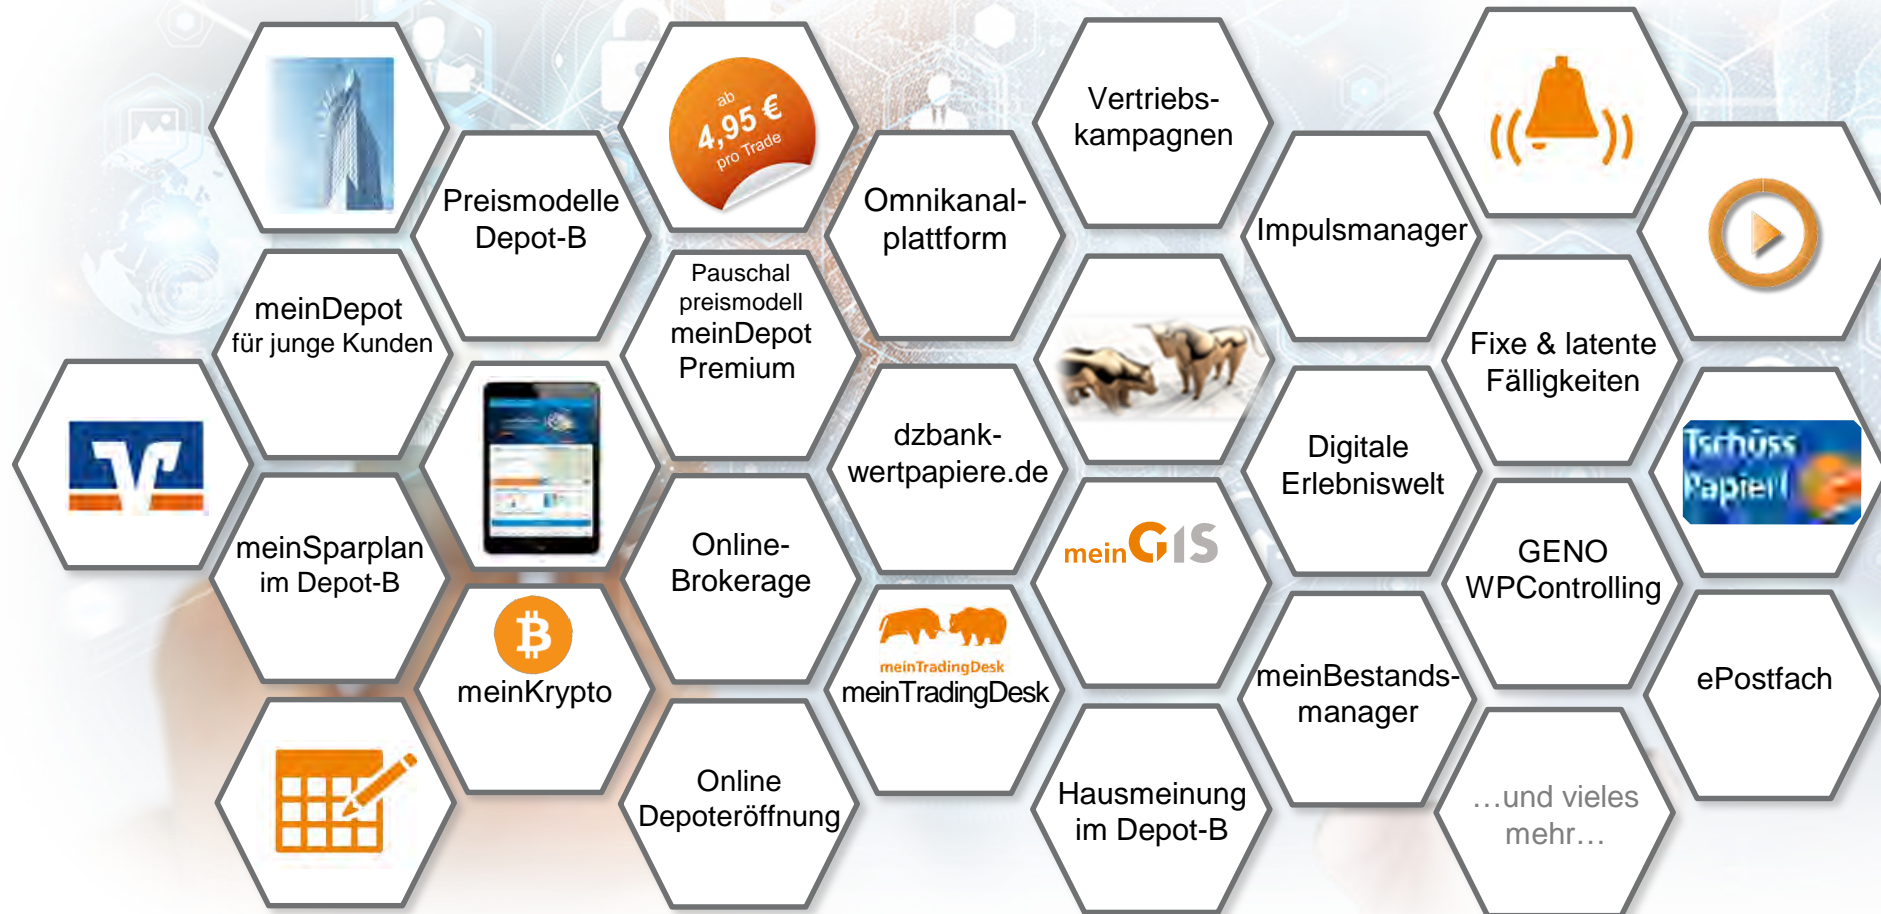 ab
4,95 €
pro Trade
Vertriebs-
kampagnen
Preismodelle
Depot-B
Omnikanal-
plattform
Impulsmanager
meinDepot
für junge Kunden
Pauschal
preismodell
meinDepot
Premium
Fixe & latente
Fälligkeiten
dzbank-
wertpapiere.de
Digitale
Erlebniswelt
Tschüss
Papier!
meinSparplan
im Depot-B
Online-
Brokerage
meinGIS
GENO
WPControlling
meinKrypto
meinTradingDesk
meinTradingDesk
meinBestands-
manager
ePostfach
Online
Depoteröffnung
Hausmeinung
im Depot-B
…und vieles
mehr…